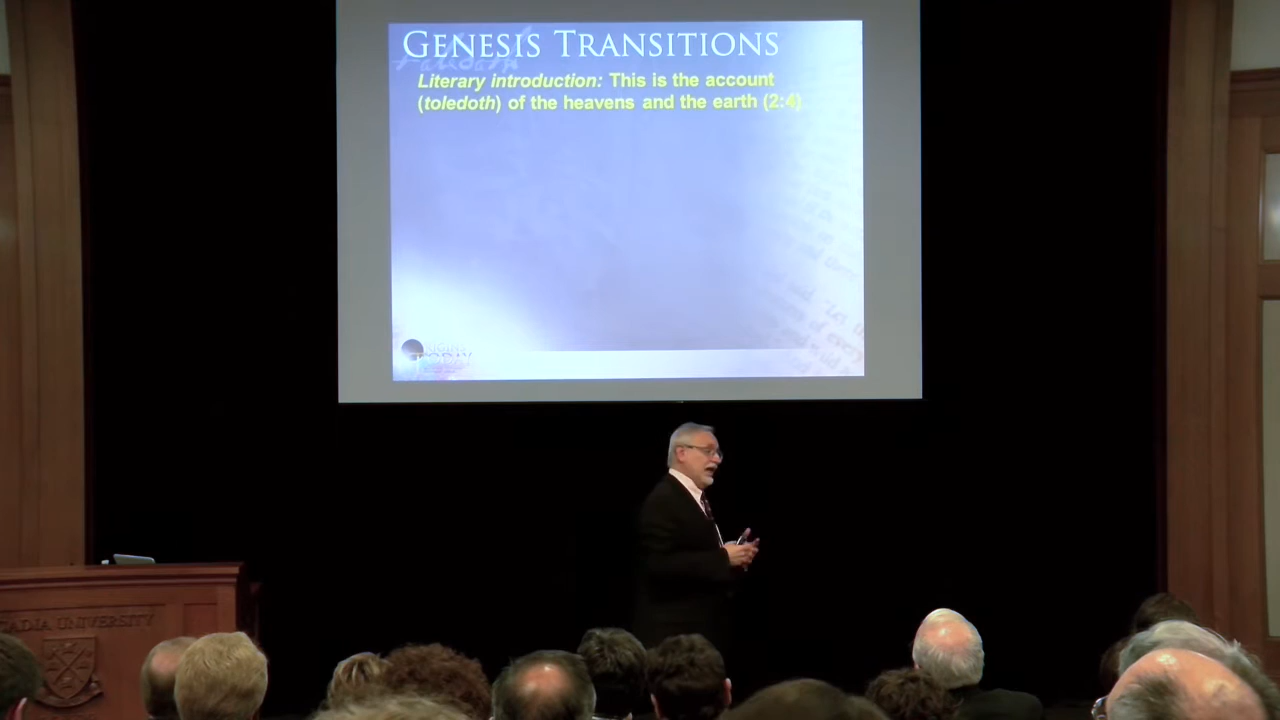 GENESIS TRANSITIONS
Literary introduction: This is the account
(toledoth) of the heavens and the earth (2:4)
TODAY
ADIA UNIVERSITY